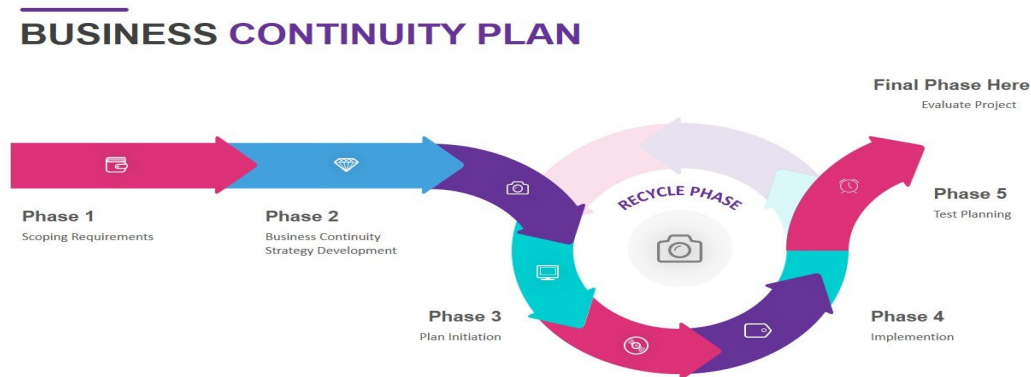 BUSINESS CONTINUITY PLAN
Final Phase Here
Evaluate Project
RECYCLE PHASE
Phase 1
Scoping Requirements
Phase 2
Business Continuity
Strategy Development
Phase 5
Test Planning
Phase 3
Plan Initiation
Phase 4
Implemention